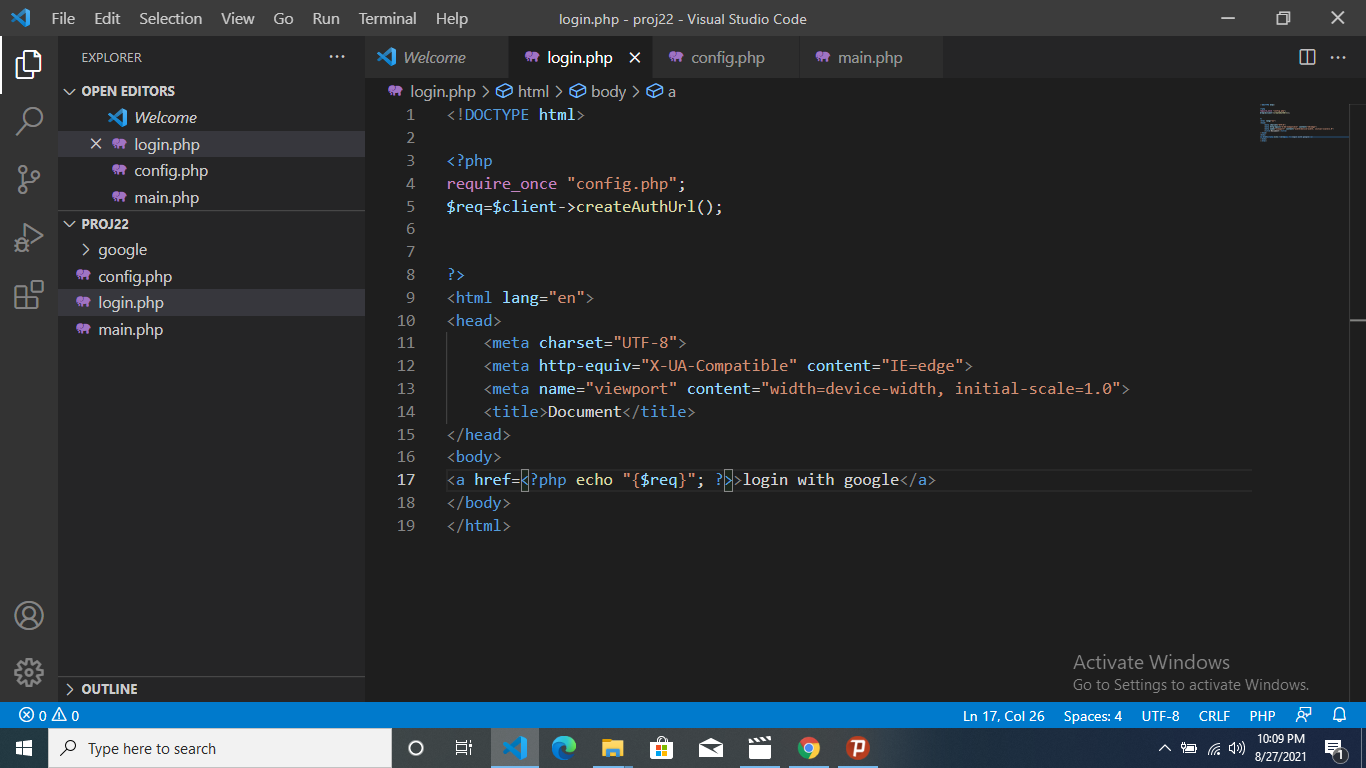 File Edit Selection View Go Run Terminal Help login.php - proj22 - Visual Studio Code
EXPLORER
Welcome login.php config.php main.php
OPEN EDITORS
Welcome
login.php
config.php
main.php
PROJ22
google
config.php
login.php
main.php
OUTLINE
login.php > html > body > a
1 <!DOCTYPE html>
2
3 <?php
4 require_once "config.php";
5 $req=$client->createAuthUrl();
6
7
8 ?>
9 <html lang="en">
10 <head>
11 <meta charset="UTF-8">
12 <meta http-equiv="X-UA-Compatible" content="IE=edge">
13 <meta name="viewport" content="width=device-width, initial-scale=1.0">
14 <title>Document</title>
15 </head>
16 <body>
17 <a href=<?php echo "{$req}"; ?>>login with google</a>
18 </body>
19 </html>
Activate Windows
Go to Settings to activate Windows.
0 0 Ln 17, Col 26 Spaces: 4 UTF-8 CRLF PHP
Type here to search
10:09 PM
8/27/2021
1